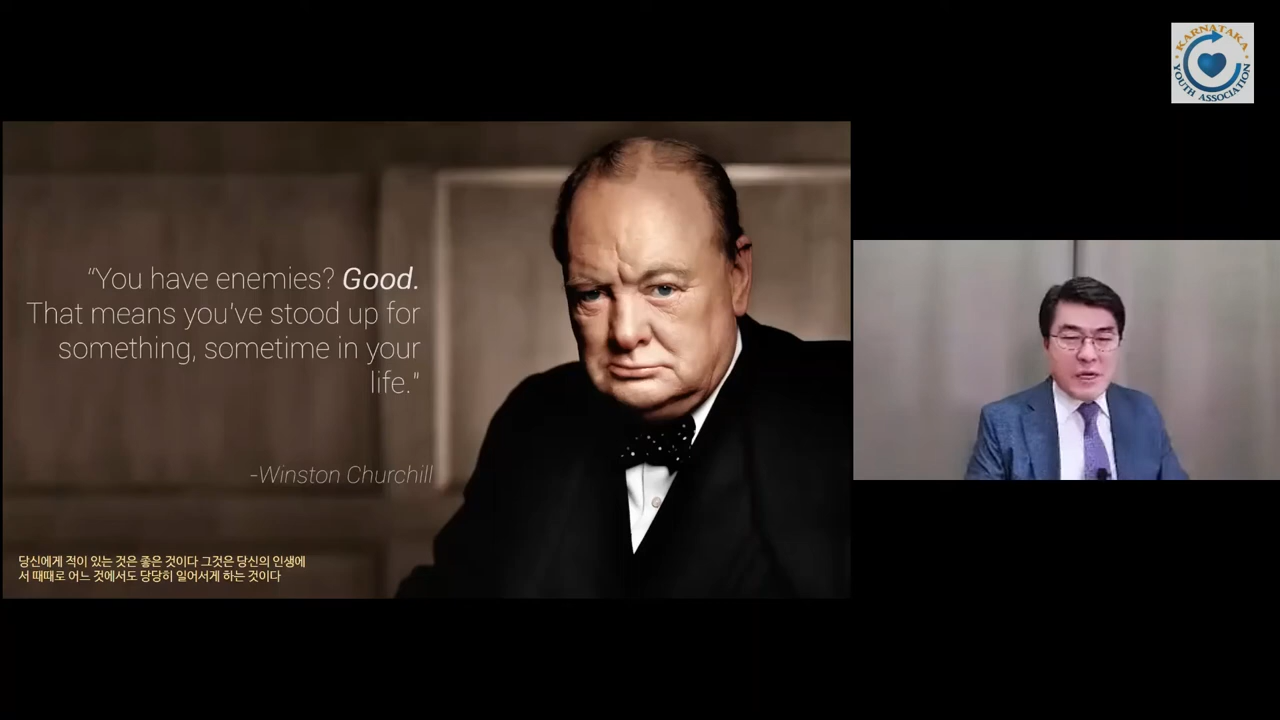 KARNATAKA
YOUTH ASSOCIATION
“You have enemies? Good.
That means you’ve stood up for
something, sometime in your
life."
-Winston Churchill
당신에게 적이 있는 것은 좋은 것이다 그것은 당신의 인생에
서 때때로 어느 것에서도 당당히 일어서게 하는 것이다